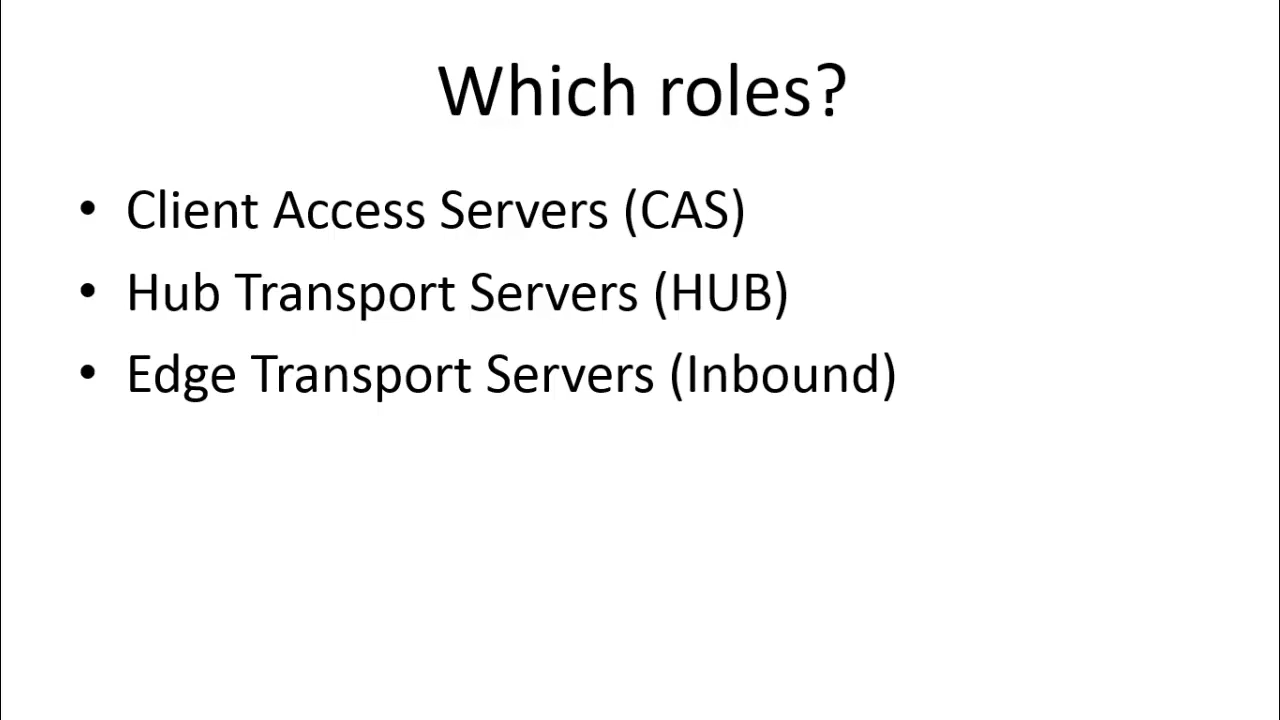 Which roles?
• Client Access Servers (CAS)
• Hub Transport Servers (HUB)
• Edge Transport Servers (Inbound)